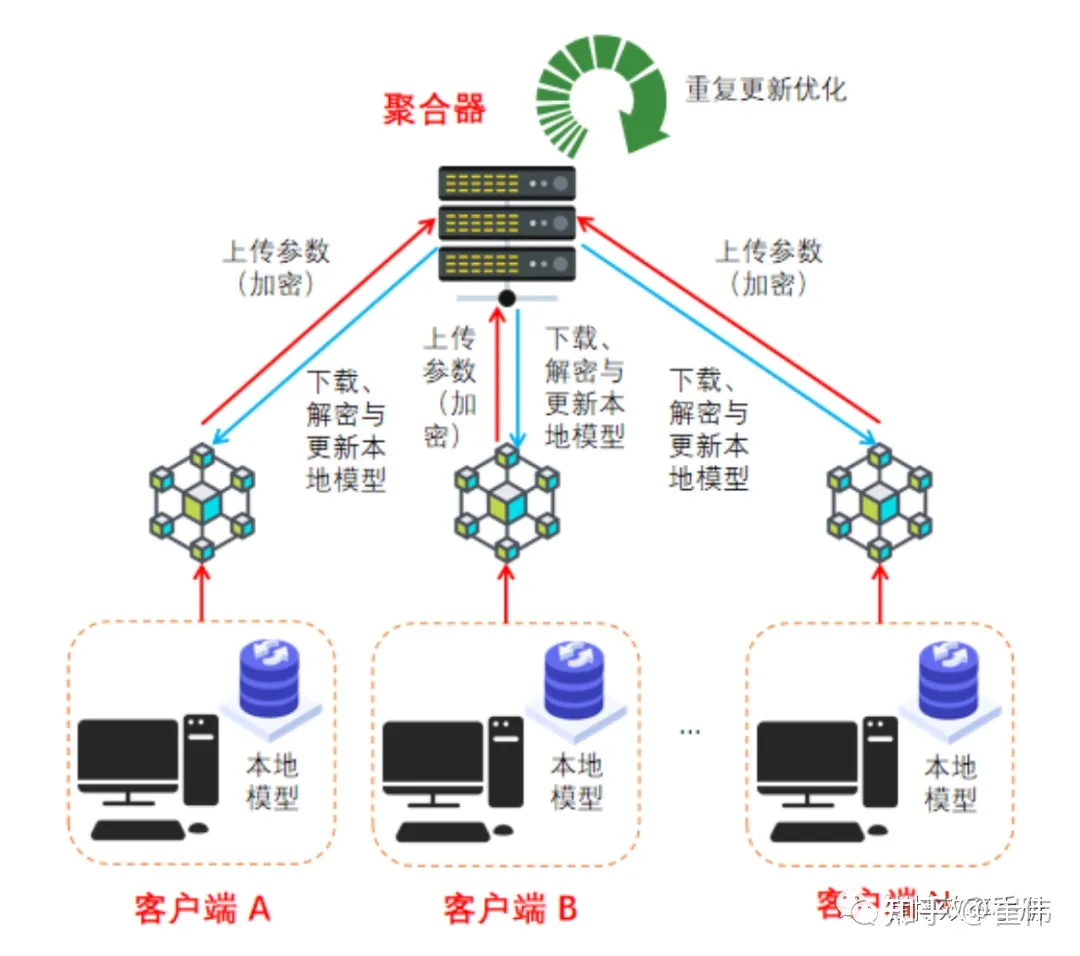 聚合器
重复更新优化
上传参数
（加密）
上传参数
（加密）
上传
参数
（加
密）
下载、
解密与
更新本
地模型
下载、
解密与
更新本
地模型
下载、
解密与
更新本
地模型
本地
模型
本地
模型
...
本地
模型
客户端 A
客户端 B
客户端
知乎